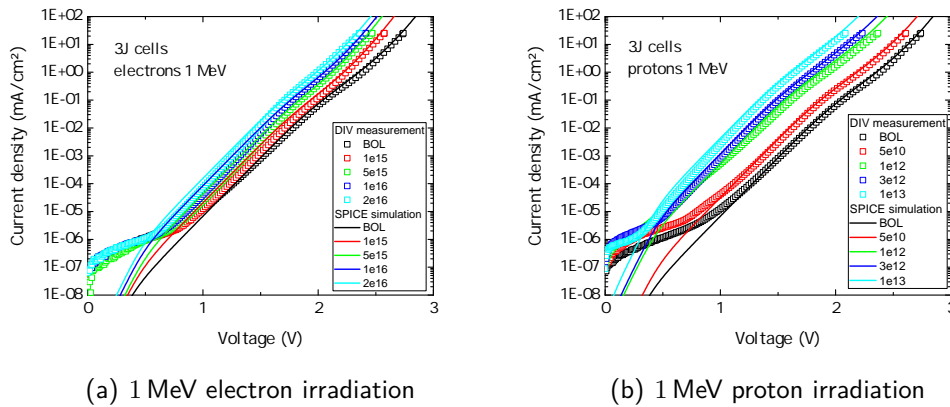 1E+02
1E+01
1E+00
1E-01
1E-02
1E-03
1E-04
1E-05
1E-06
1E-07
1E-08
Current density (mA/cm²)
3J cells
electrons 1 MeV
DIV measurement
BOL
1e15
5e15
1e16
2e16
SPICE simulation
BOL
1e15
5e15
1e16
2e16
0 1 2 3
Voltage (V)
(a) 1 MeV electron irradiation
1E+02
1E+01
1E+00
1E-01
1E-02
1E-03
1E-04
1E-05
1E-06
1E-07
1E-08
Current density (mA/cm²)
3J cells
protons 1 MeV
DIV measurement
BOL
5e10
1e12
3e12
1e13
SPICE simulation
BOL
5e10
1e12
3e12
1e13
0 1 2 3
Voltage (V)
(b) 1 MeV proton irradiation